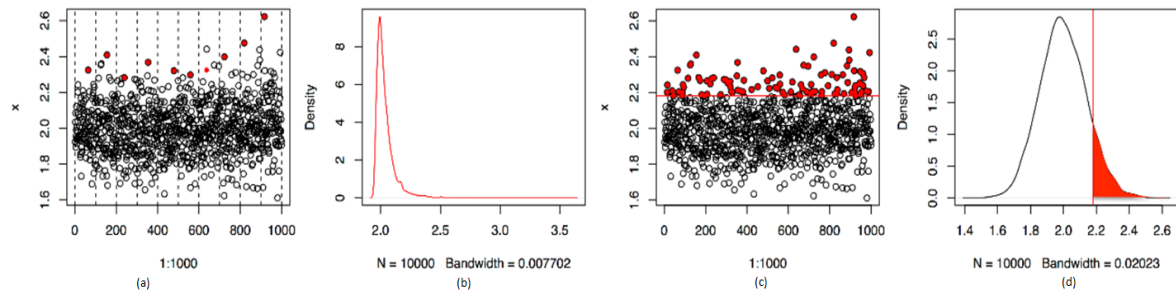 x
2.6
2.4
2.2
2.0
1.8
1.6
0 200 400 600 800 1000
1:1000
(a)
Density
8
6
4
2
0
2.0 2.5 3.0 3.5
N = 10000 Bandwidth = 0.007702
(b)
x
2.6
2.4
2.2
2.0
1.8
1.6
0 200 400 600 800 1000
1:1000
(c)
Density
2.5
2.0
1.5
1.0
0.5
0.0
1.4 1.6 1.8 2.0 2.2 2.4 2.6
N = 10000 Bandwidth = 0.02023
(d)